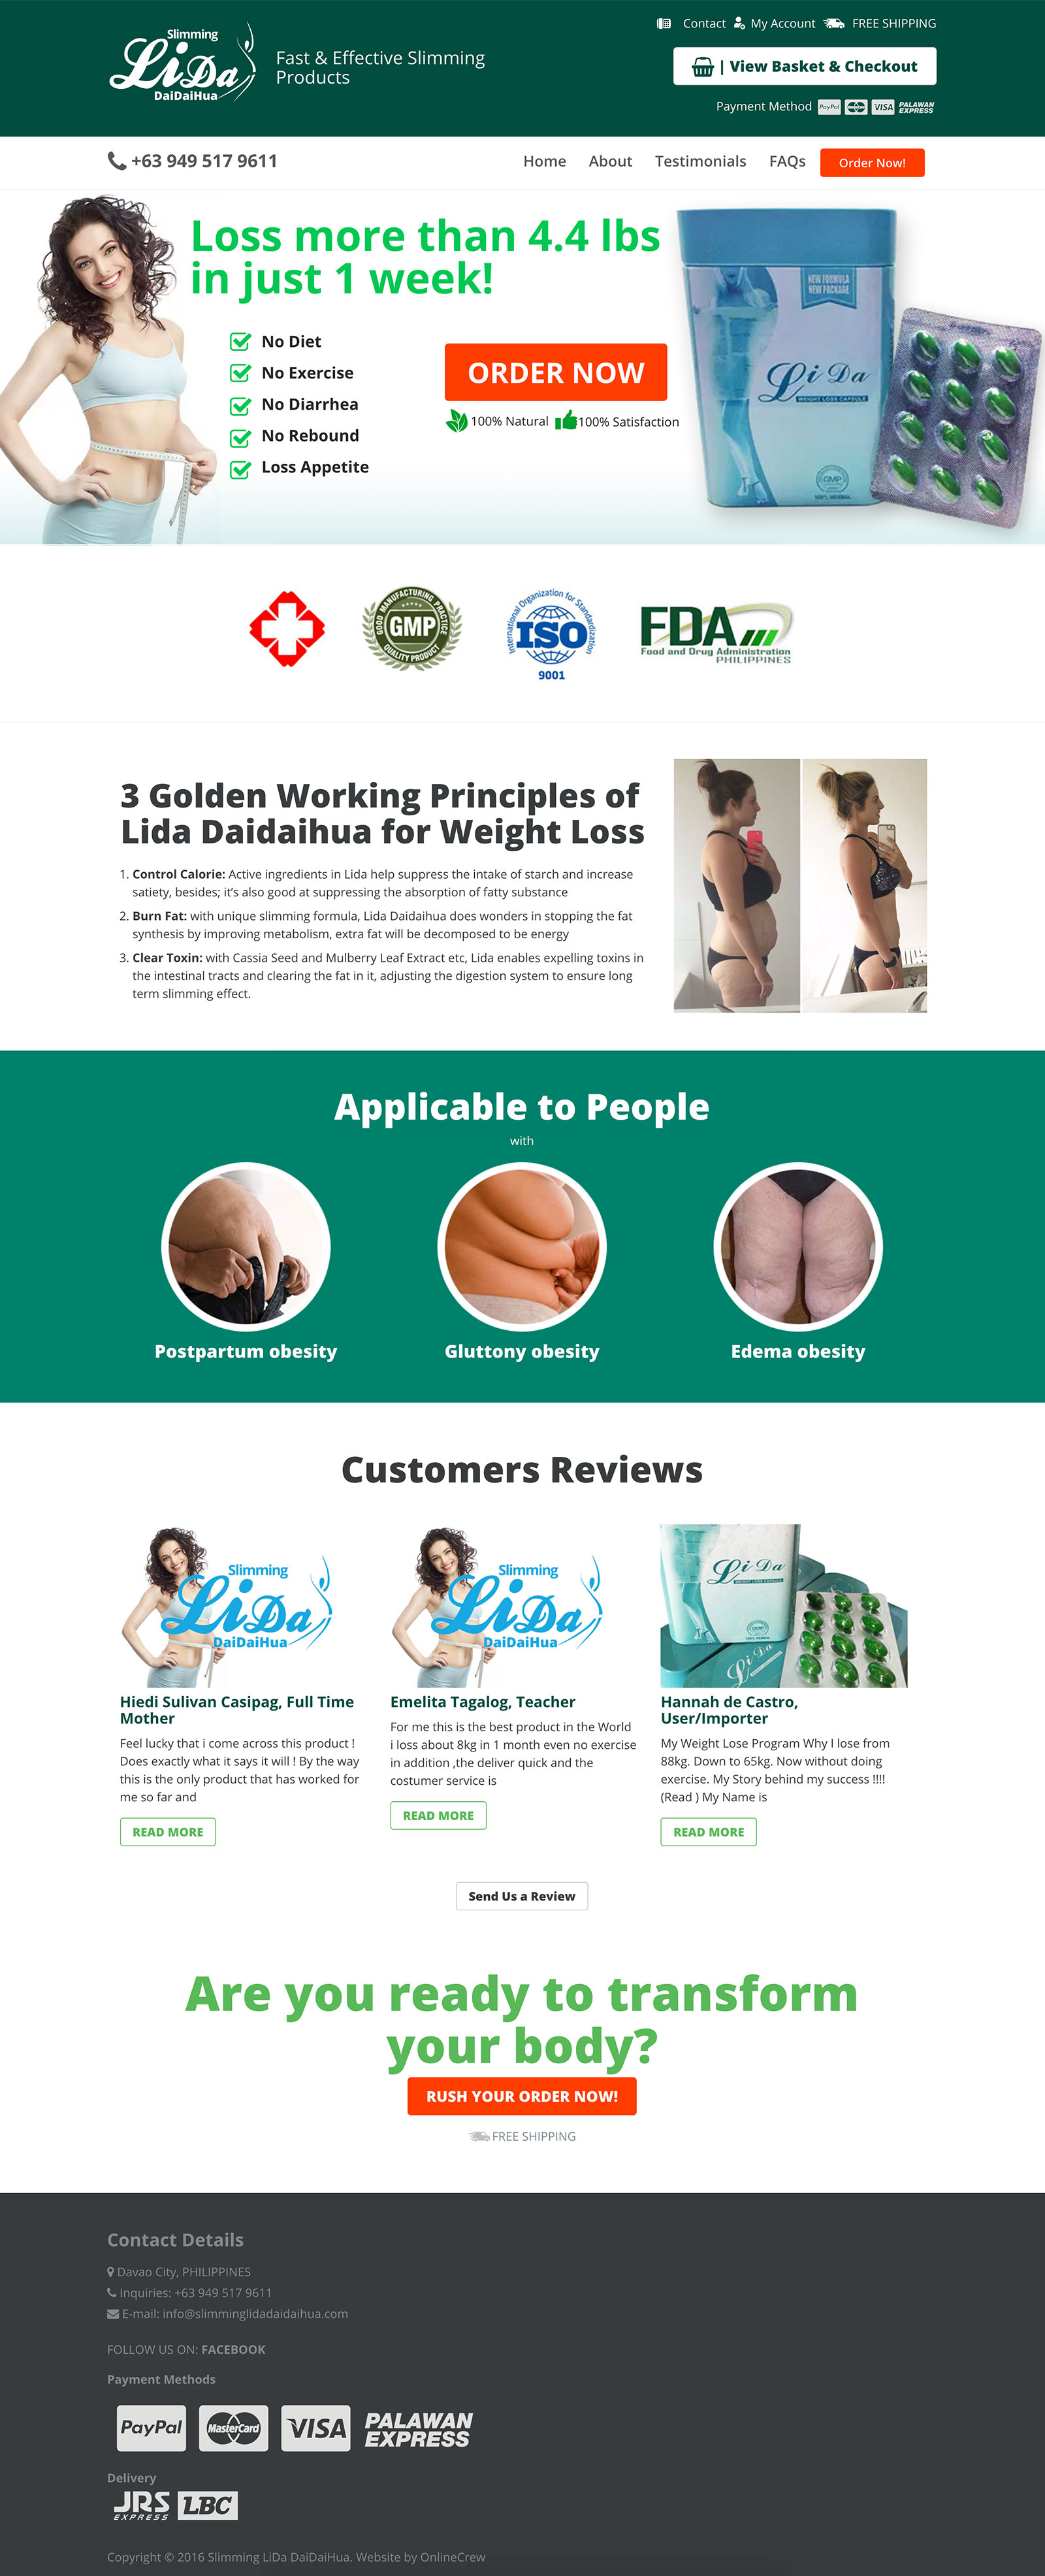 Slimming
LiDa
DaiDaiHua
Fast & Effective Slimming
Products
Contact My Account FREE SHIPPING
| View Basket & Checkout
Payment Method PayPal MasterCard VISA PALAWAN EXPRESS
+63 949 517 9611
Home About Testimonials FAQs Order Now!
Loss more than 4.4 lbs
in just 1 week!
No Diet
No Exercise
No Diarrhea
No Rebound
Loss Appetite
ORDER NOW
100% Natural 100% Satisfaction
NEW FORMULA
NEW PACKAGE
Li Da
WEIGHT LOSS CAPSULE
GMP
100% HERBAL
GOOD MANUFACTURING PRACTICE
GMP
QUALITY PRODUCT
International Organization for Standardization
ISO
9001
FDA
Food and Drug Administration
PHILIPPINES
3 Golden Working Principles of
Lida Daidaihua for Weight Loss
1. Control Calorie: Active ingredients in Lida help suppress the intake of starch and increase
satiety, besides; it's also good at suppressing the absorption of fatty substance
2. Burn Fat: with unique slimming formula, Lida Daidaihua does wonders in stopping the fat
synthesis by improving metabolism, extra fat will be decomposed to be energy
3. Clear Toxin: with Cassia Seed and Mulberry Leaf Extract etc, Lida enables expelling toxins in
the intestinal tracts and clearing the fat in it, adjusting the digestion system to ensure long
term slimming effect.
Applicable to People
with
Postpartum obesity
Gluttony obesity
Edema obesity
Customers Reviews
Slimming
LiDa
DaiDaiHua
Hiedi Sulivan Casipag, Full Time
Mother
Feel lucky that i come across this product !
Does exactly what it says it will ! By the way
this is the only product that has worked for
me so far and
READ MORE
Slimming
LiDa
DaiDaiHua
Emelita Tagalog, Teacher
For me this is the best product in the World
i loss about 8kg in 1 month even no exercise
in addition ,the deliver quick and the
costumer service is
READ MORE
Li Da
WEIGHT LOSS CAPSULE
GMP
Li Da
Hannah de Castro,
User/Importer
My Weight Lose Program Why I lose from
88kg. Down to 65kg. Now without doing
exercise. My Story behind my success !!!!
(Read ) My Name is
READ MORE
Send Us a Review
Are you ready to transform
your body?
RUSH YOUR ORDER NOW!
FREE SHIPPING
Contact Details
Davao City, PHILIPPINES
Inquiries: +63 949 517 9611
E-mail: info@slimminglidadaidaihua.com
FOLLOW US ON: FACEBOOK
Payment Methods
PayPal MasterCard VISA PALAWAN EXPRESS
Delivery
JRS EXPRESS LBC
Copyright © 2016 Slimming LiDa DaiDaiHua. Website by OnlineCrew